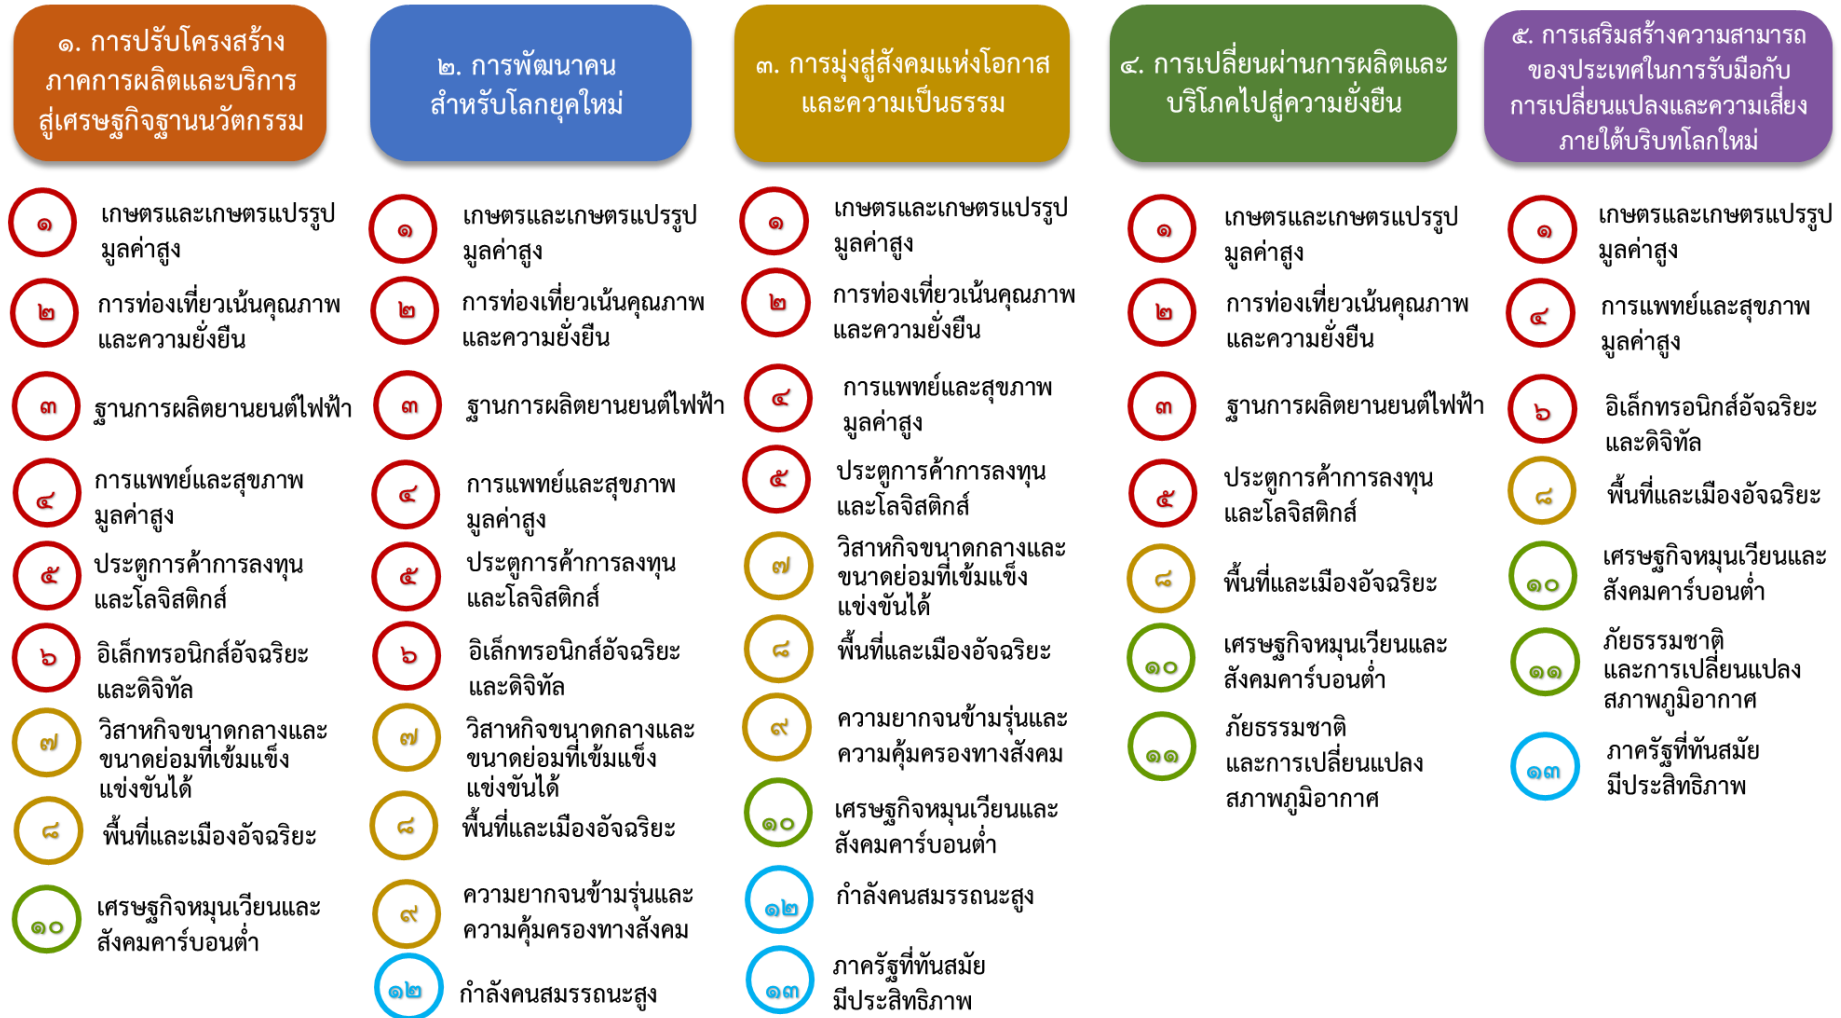 ๑. การปรับโครงสร้าง
ภาคการผลิตและบริการ
สู่เศรษฐกิจฐานนวัตกรรม
๑
เกษตรและเกษตรแปรรูป
มูลค่าสูง
๒
การท่องเที่ยวเน้นคุณภาพ
และความยั่งยืน
๓
ฐานการผลิตยานยนต์ไฟฟ้า
๔
การแพทย์และสุขภาพ
มูลค่าสูง
๕
ประตูการค้าการลงทุน
และโลจิสติกส์
๖
อิเล็กทรอนิกส์อัจฉริยะ
และดิจิทัล
๗
วิสาหกิจขนาดกลางและ
ขนาดย่อมที่เข้มแข็ง
แข่งขันได้
๘
พื้นที่และเมืองอัจฉริยะ
๑๐
เศรษฐกิจหมุนเวียนและ
สังคมคาร์บอนต่ำ
๒. การพัฒนาคน
สำหรับโลกยุคใหม่
๑
เกษตรและเกษตรแปรรูป
มูลค่าสูง
๒
การท่องเที่ยวเน้นคุณภาพ
และความยั่งยืน
๓
ฐานการผลิตยานยนต์ไฟฟ้า
๔
การแพทย์และสุขภาพ
มูลค่าสูง
๕
ประตูการค้าการลงทุน
และโลจิสติกส์
๖
อิเล็กทรอนิกส์อัจฉริยะ
และดิจิทัล
๗
วิสาหกิจขนาดกลางและ
ขนาดย่อมที่เข้มแข็ง
แข่งขันได้
๘
พื้นที่และเมืองอัจฉริยะ
๙
ความยากจนข้ามรุ่นและ
ความคุ้มครองทางสังคม
๑๒
กำลังคนสมรรถนะสูง
๓. การมุ่งสู่สังคมแห่งโอกาส
และความเป็นธรรม
๑
เกษตรและเกษตรแปรรูป
มูลค่าสูง
๒
การท่องเที่ยวเน้นคุณภาพ
และความยั่งยืน
๔
การแพทย์และสุขภาพ
มูลค่าสูง
๕
ประตูการค้าการลงทุน
และโลจิสติกส์
๗
วิสาหกิจขนาดกลางและ
ขนาดย่อมที่เข้มแข็ง
แข่งขันได้
๘
พื้นที่และเมืองอัจฉริยะ
๙
ความยากจนข้ามรุ่นและ
ความคุ้มครองทางสังคม
๑๐
เศรษฐกิจหมุนเวียนและ
สังคมคาร์บอนต่ำ
๑๒
กำลังคนสมรรถนะสูง
๑๓
ภาครัฐที่ทันสมัย
มีประสิทธิภาพ
๔. การเปลี่ยนผ่านการผลิตและ
บริโภคไปสู่ความยั่งยืน
๑
เกษตรและเกษตรแปรรูป
มูลค่าสูง
๒
การท่องเที่ยวเน้นคุณภาพ
และความยั่งยืน
๓
ฐานการผลิตยานยนต์ไฟฟ้า
๕
ประตูการค้าการลงทุน
และโลจิสติกส์
๘
พื้นที่และเมืองอัจฉริยะ
๑๐
เศรษฐกิจหมุนเวียนและ
สังคมคาร์บอนต่ำ
๑๑
ภัยธรรมชาติ
และการเปลี่ยนแปลง
สภาพภูมิอากาศ
๕. การเสริมสร้างความสามารถ
ของประเทศในการรับมือกับ
การเปลี่ยนแปลงและความเสี่ยง
ภายใต้บริบทโลกใหม่
๑
เกษตรและเกษตรแปรรูป
มูลค่าสูง
๔
การแพทย์และสุขภาพ
มูลค่าสูง
๖
อิเล็กทรอนิกส์อัจฉริยะ
และดิจิทัล
๘
พื้นที่และเมืองอัจฉริยะ
๑๐
เศรษฐกิจหมุนเวียนและ
สังคมคาร์บอนต่ำ
๑๑
ภัยธรรมชาติ
และการเปลี่ยนแปลง
สภาพภูมิอากาศ
๑๓
ภาครัฐที่ทันสมัย
มีประสิทธิภาพ